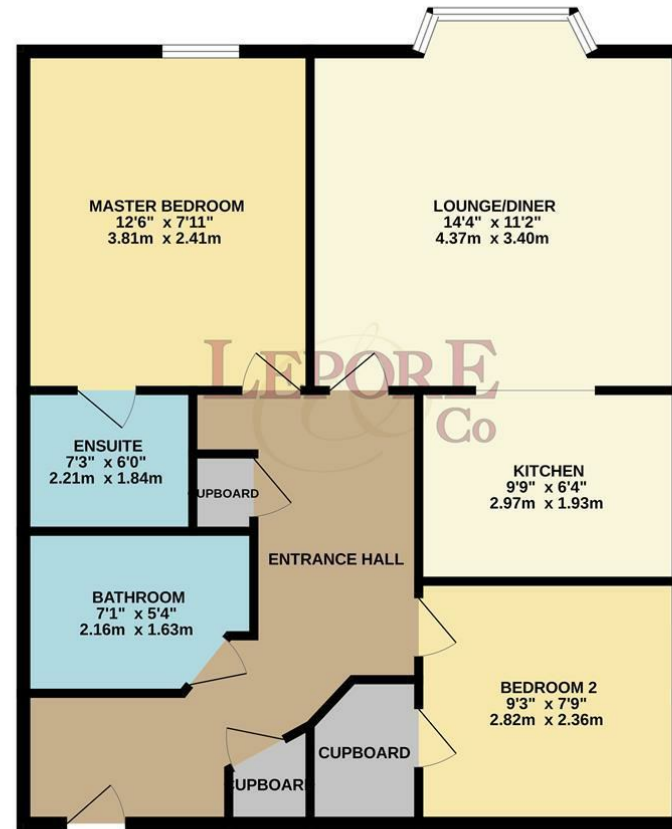 MASTER BEDROOM
12'6" x 7'11"
3.81m x 2.41m
LOUNGE/DINER
14'4" x 11'2"
4.37m x 3.40m
LEPORE
& Co
ENSUITE
7'3" x 6'0"
2.21m x 1.84m
CUPBOARD
KITCHEN
9'9" x 6'4"
2.97m x 1.93m
ENTRANCE HALL
BATHROOM
7'1" x 5'4"
2.16m x 1.63m
BEDROOM 2
9'3" x 7'9"
2.82m x 2.36m
CUPBOARD
CUPBOARD